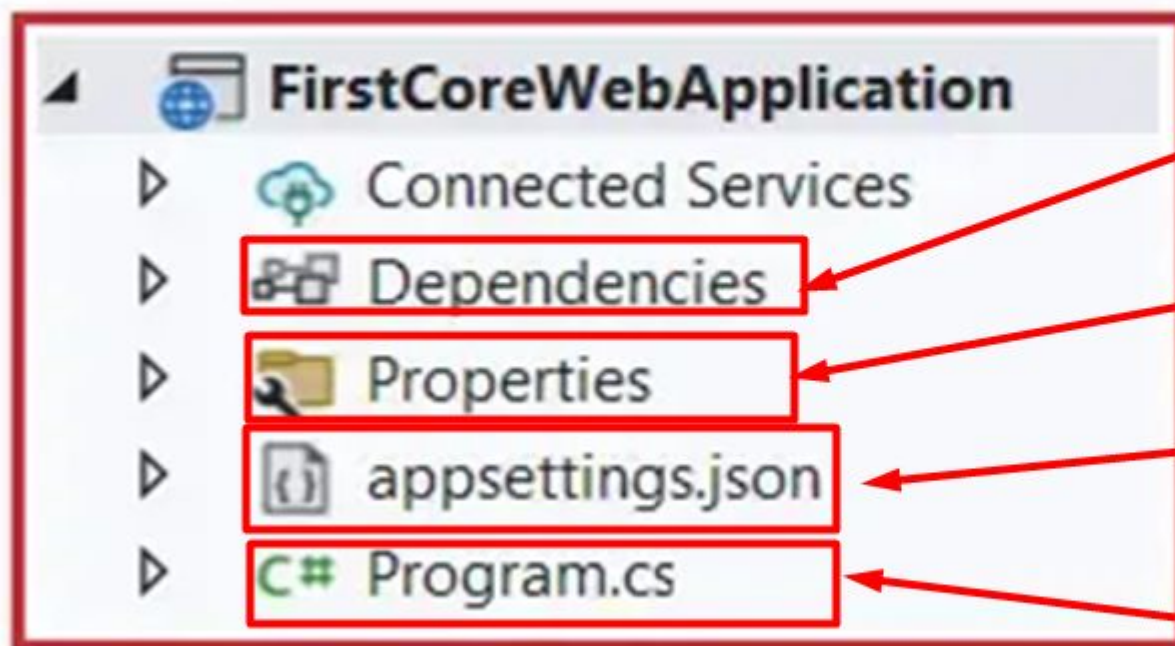 FirstCoreWebApplication
Connected Services
Dependencies
Properties
{} appsettings.json
C# Program.cs